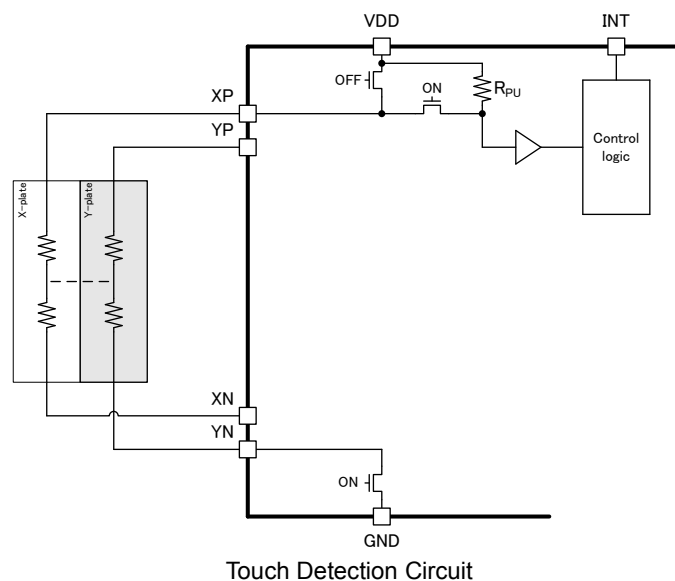 VDD
INT
OFF
ON
RPU
XP
YP
Control
logic
X-plate
Y-plate
XN
YN
ON
GND
Touch Detection Circuit